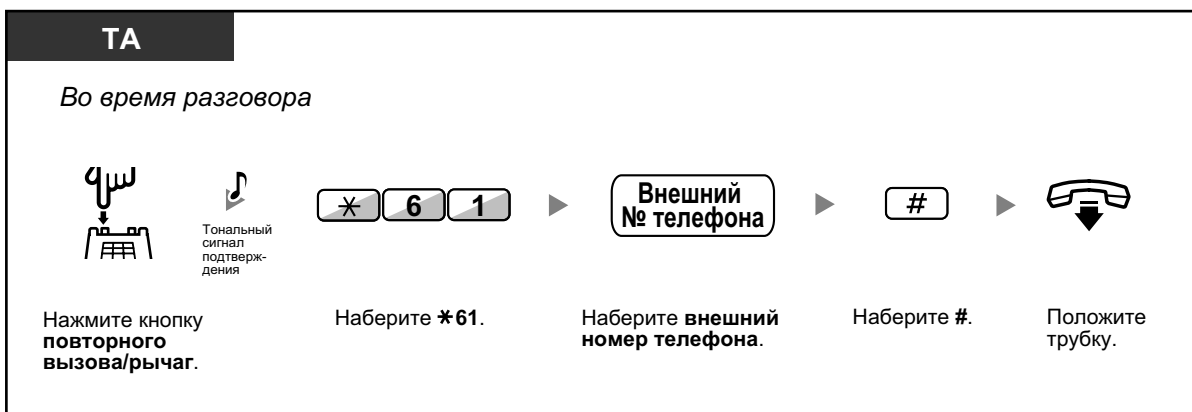 ТА
Во время разговора
Тональный
сигнал
подтверж-
дения
* 6 1
Внешний
№ телефона
#
Нажмите кнопку
повторного
вызова/рычаг.
Наберите *61.
Наберите внешний
номер телефона.
Наберите #.
Положите
трубку.